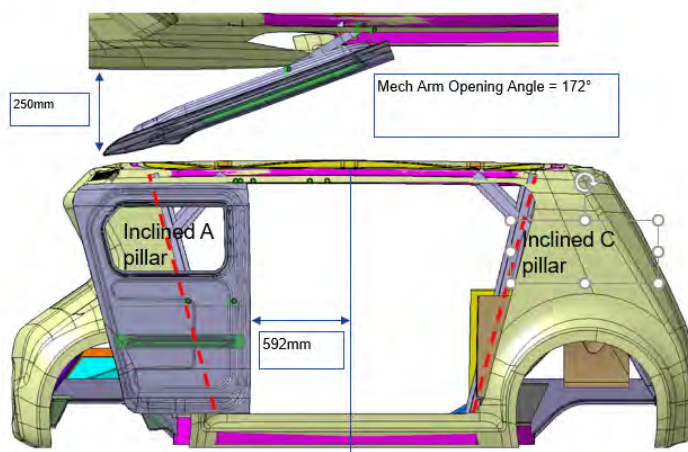 250mm
Mech Arm Opening Angle = 172°
Inclined A
pillar
Inclined C
pillar
592mm